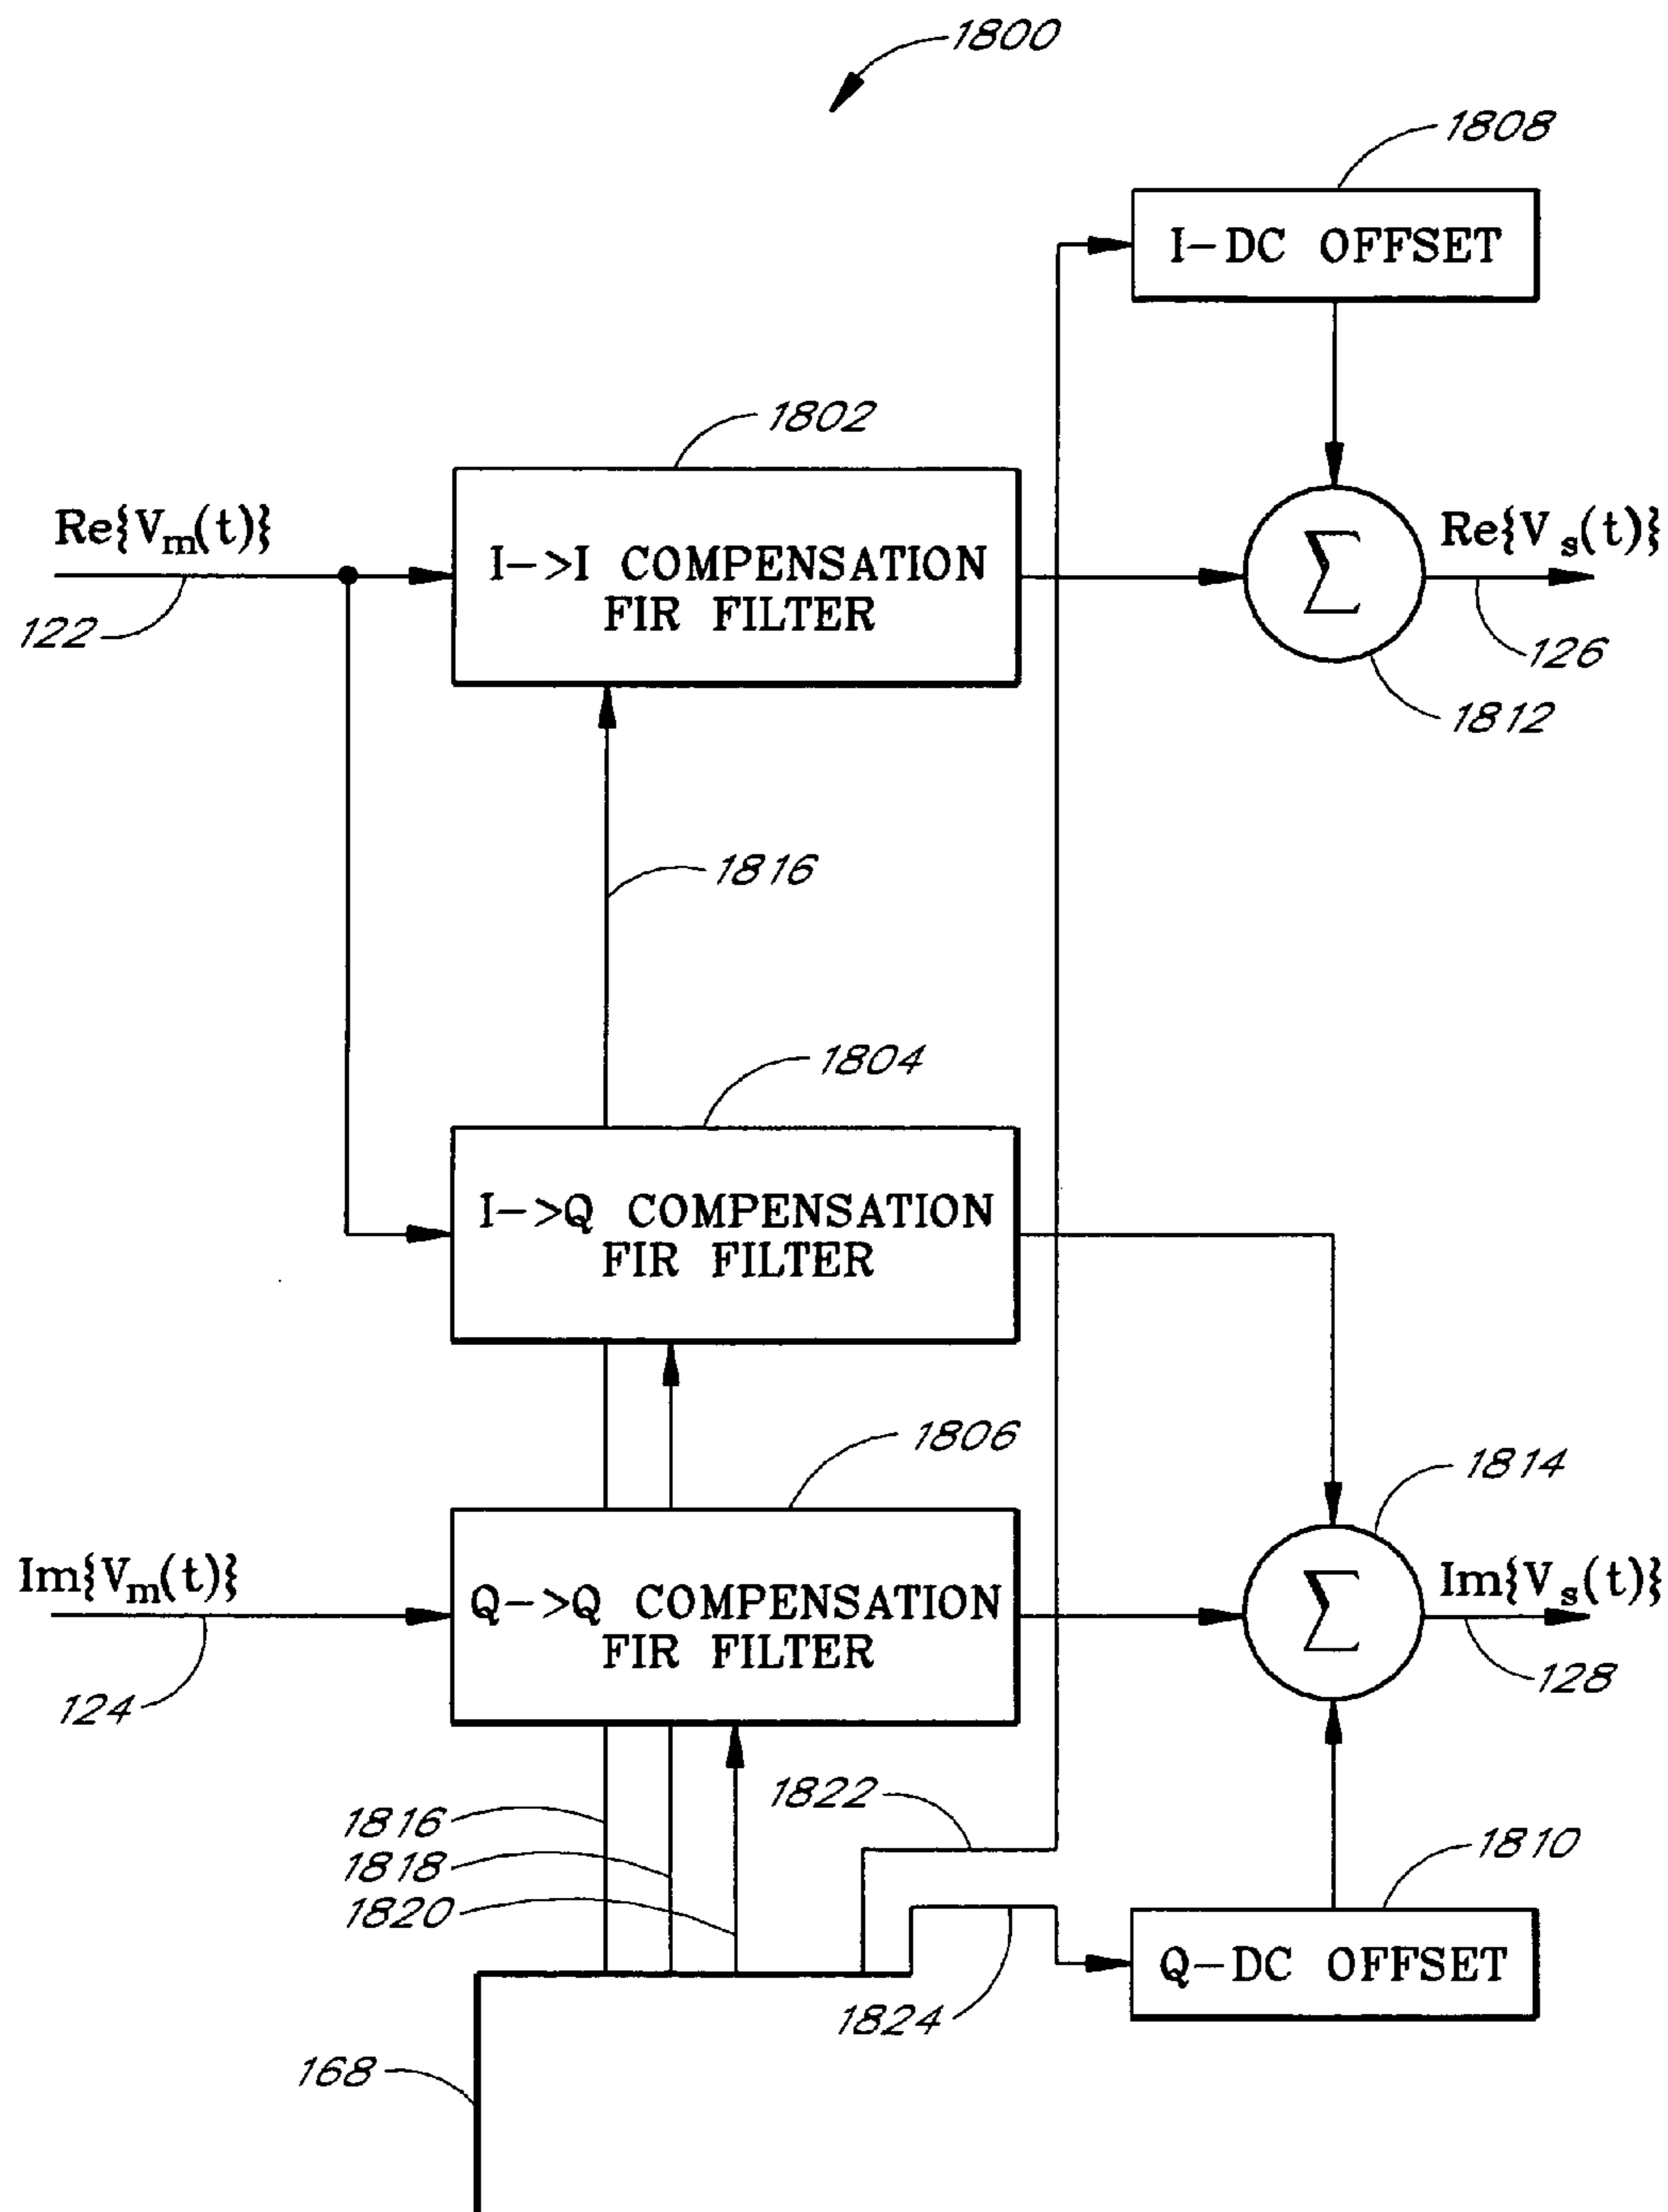 1800
1808
I-DC OFFSET
1802
Re{Vm(t)}
I->I COMPENSATION
FIR FILTER
Σ
Re{Vs(t)}
122
126
1812
1816
1804
I->Q COMPENSATION
FIR FILTER
1806
1814
Im{Vm(t)}
Q->Q COMPENSATION
FIR FILTER
Σ
Im{Vs(t)}
124
128
1822
1816
1818
1820
1810
Q-DC OFFSET
1824
168